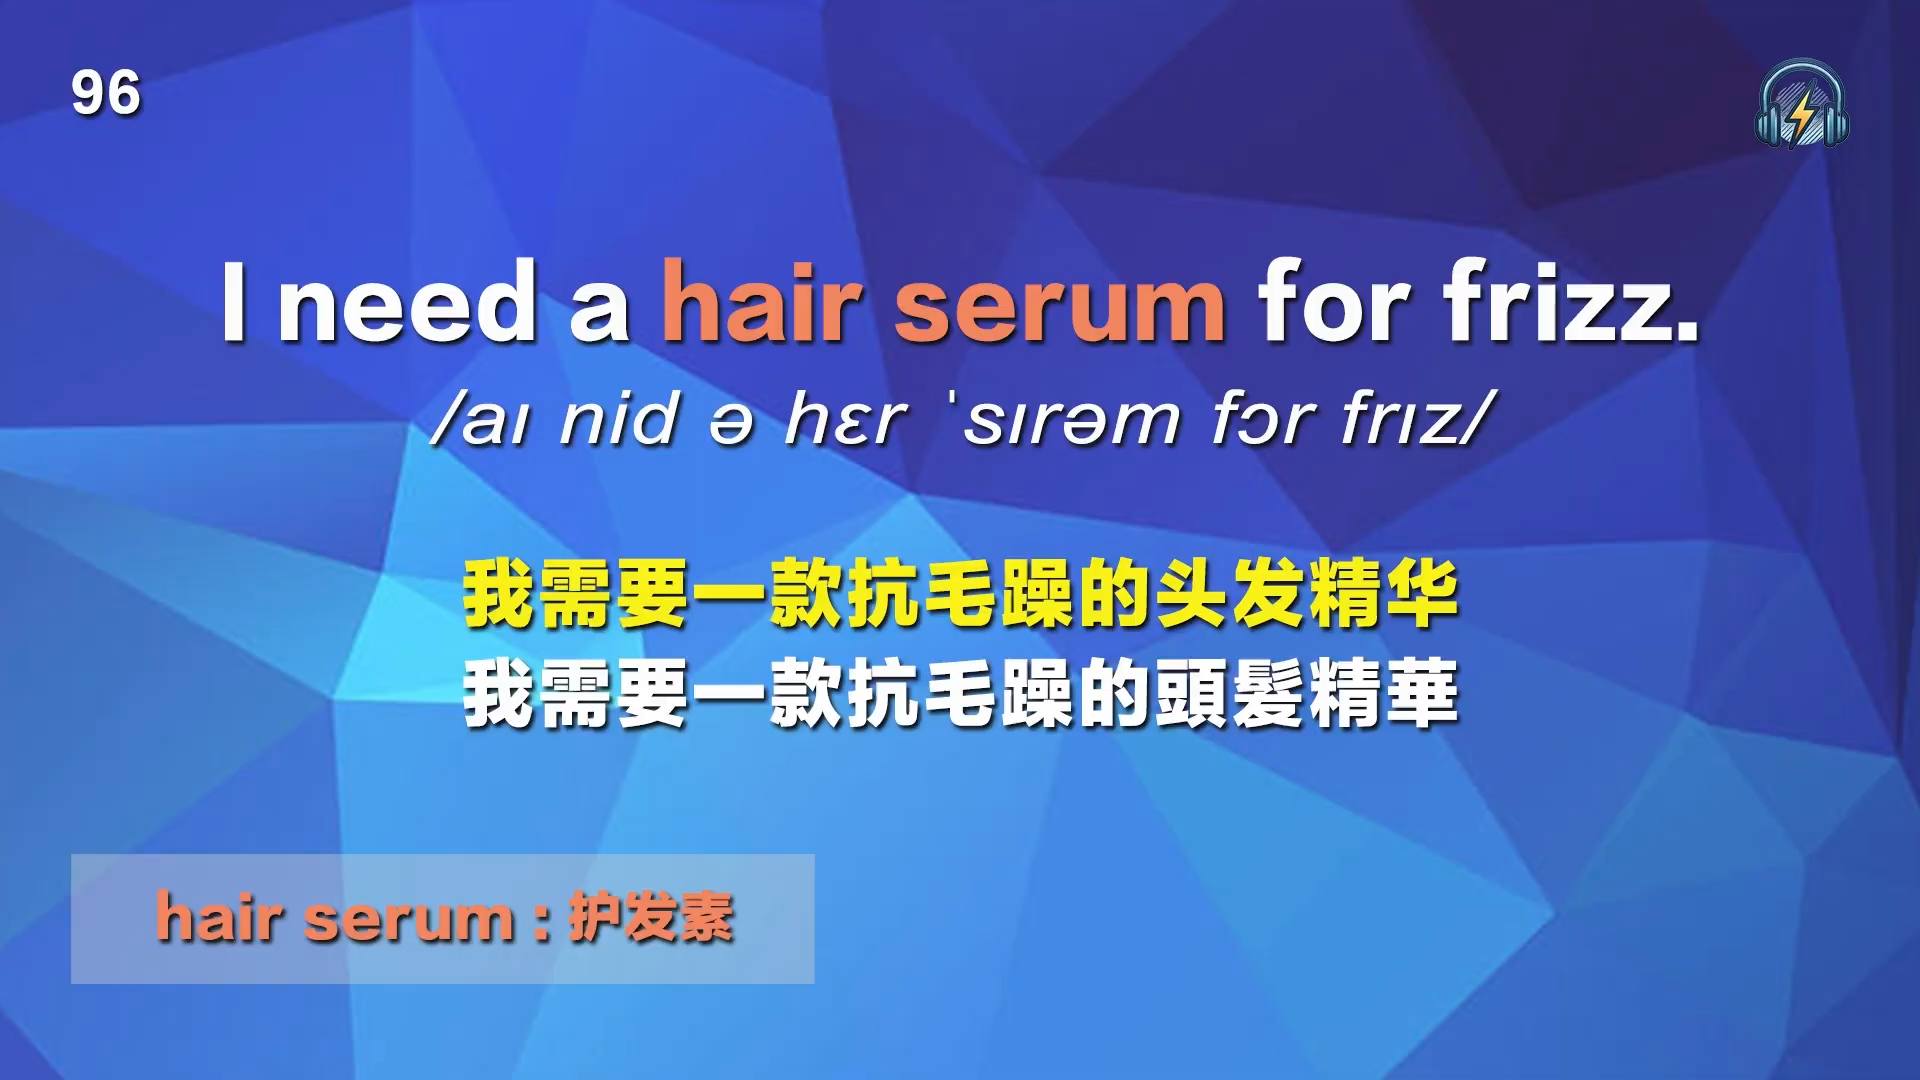 96
I need a hair serum for frizz.
/aɪ nid ə hɛr ˈsɪrəm fɔr frɪz/
我需要一款抗毛躁的头发精华
我需要一款抗毛躁的頭髮精華
hair serum : 护发素